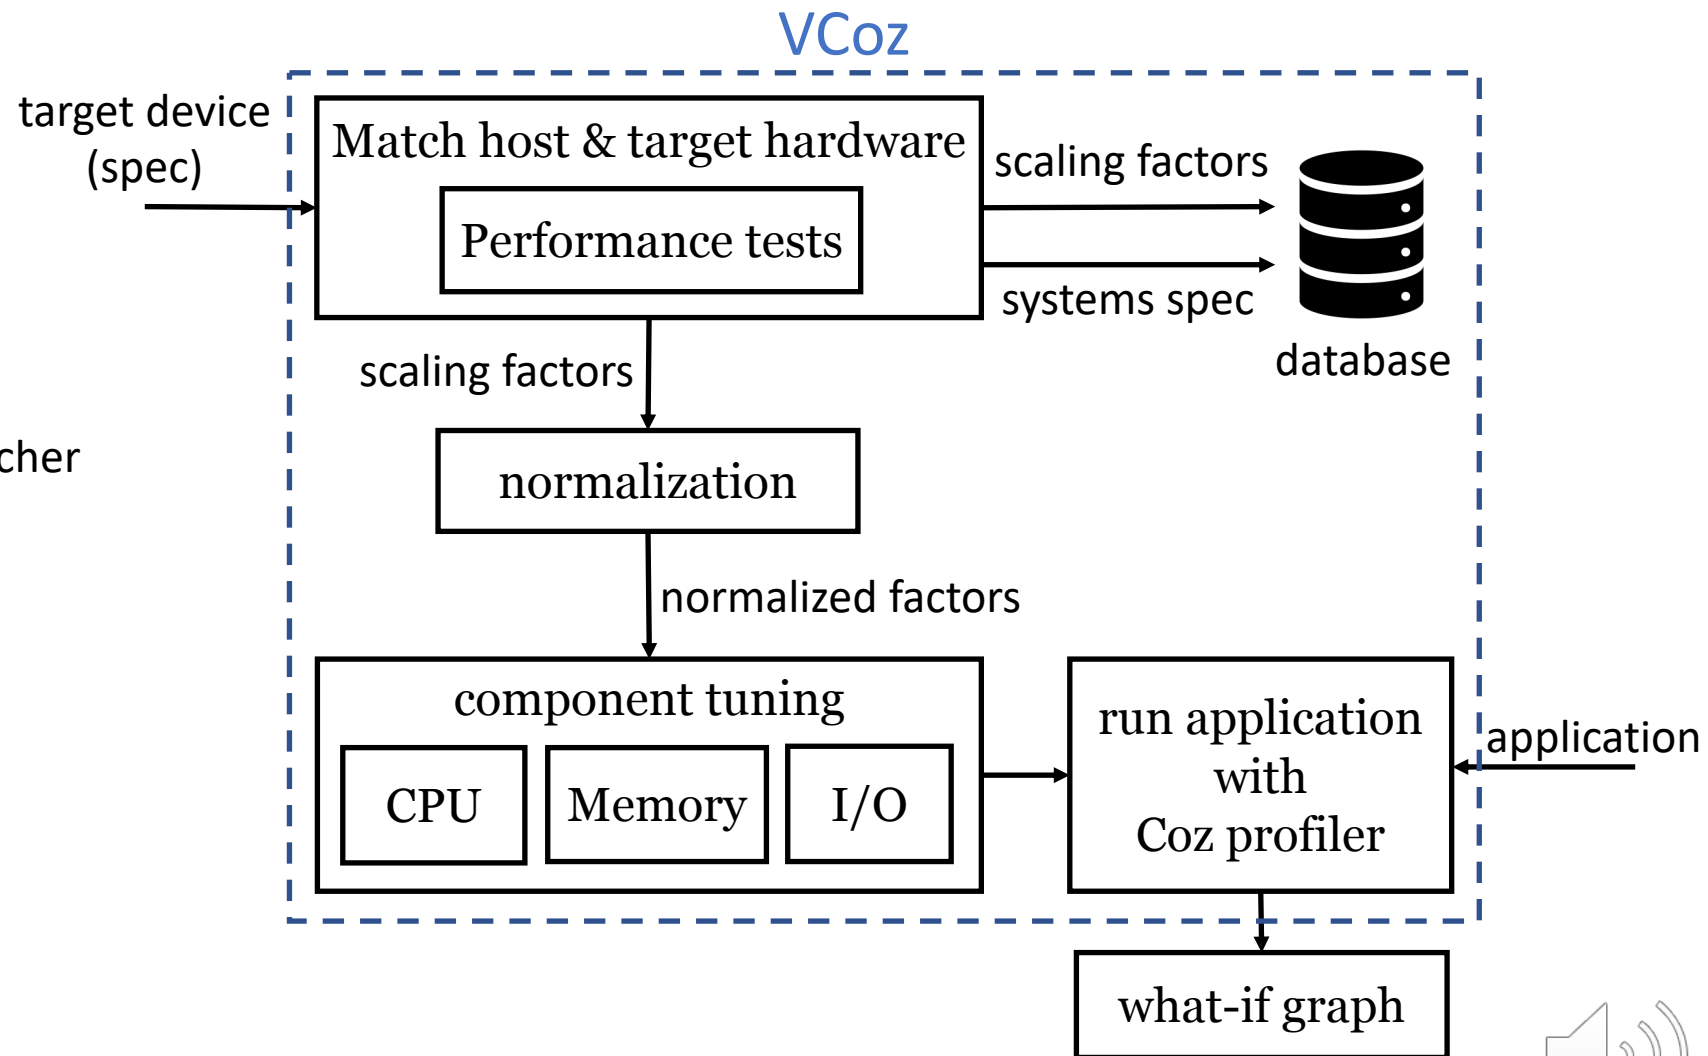 VCoz
target device
(spec)
Match host & target hardware
Performance tests
scaling factors
systems spec
database
scaling factors
cher
normalization
normalized factors
component tuning
CPU
Memory
I/O
run application
with
Coz profiler
application
what-if graph